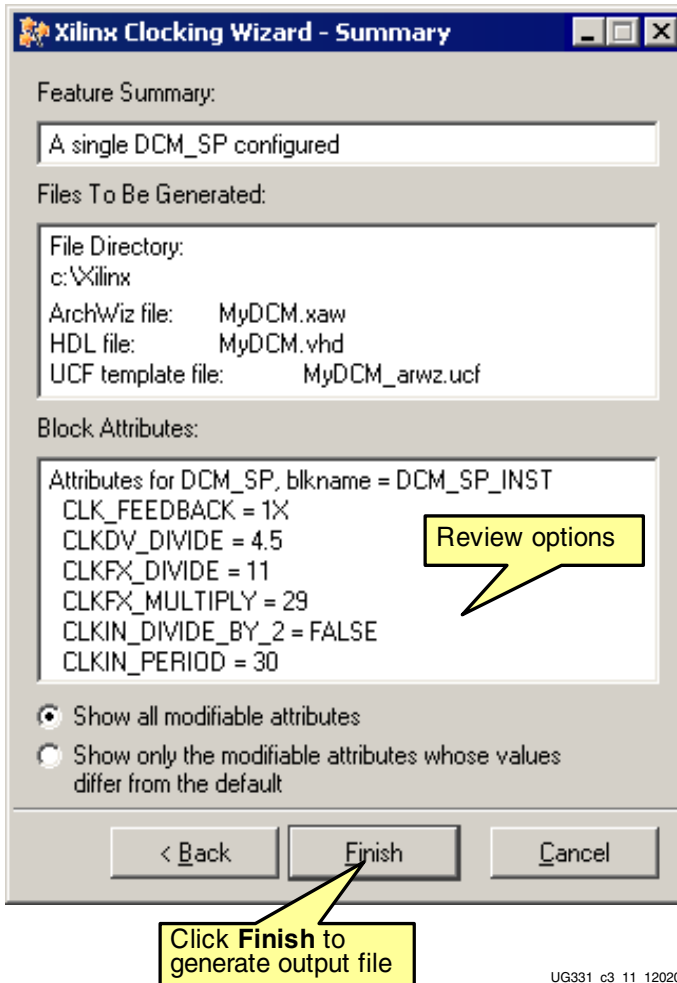 Xilinx Clocking Wizard - Summary
Feature Summary:
A single DCM_SP configured
Files To Be Generated:
File Directory:
c:\Xilinx
ArchWiz file: MyDCM.xaw
HDL file: MyDCM.vhd
UCF template file: MyDCM_arwz.ucf
Block Attributes:
Attributes for DCM_SP, blkname = DCM_SP_INST
CLK_FEEDBACK = 1X
CLKDV_DIVIDE = 4.5
CLKFX_DIVIDE = 11
CLKFX_MULTIPLY = 29
CLKIN_DIVIDE_BY_2 = FALSE
CLKIN_PERIOD = 30
Review options
Show all modifiable attributes
Show only the modifiable attributes whose values
differ from the default
< Back Finish Cancel
Click Finish to
generate output file
UG331_c3_11_12020